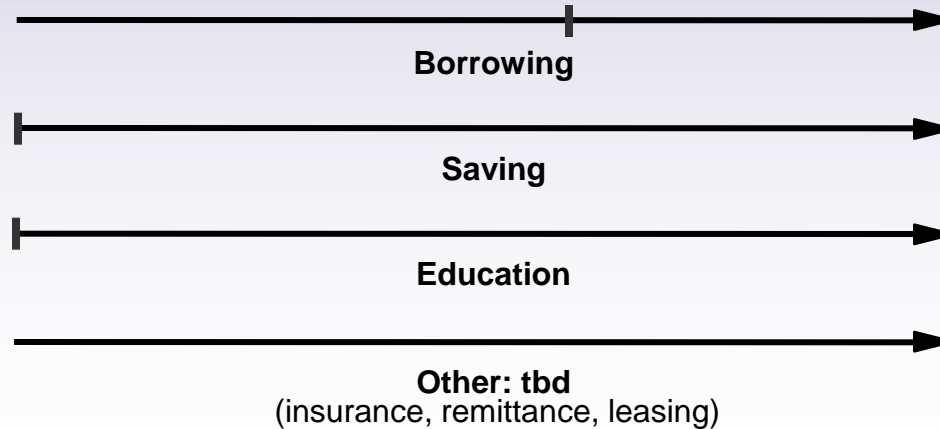 Borrowing
Saving
Education
Other: tbd
(insurance, remittance, leasing)